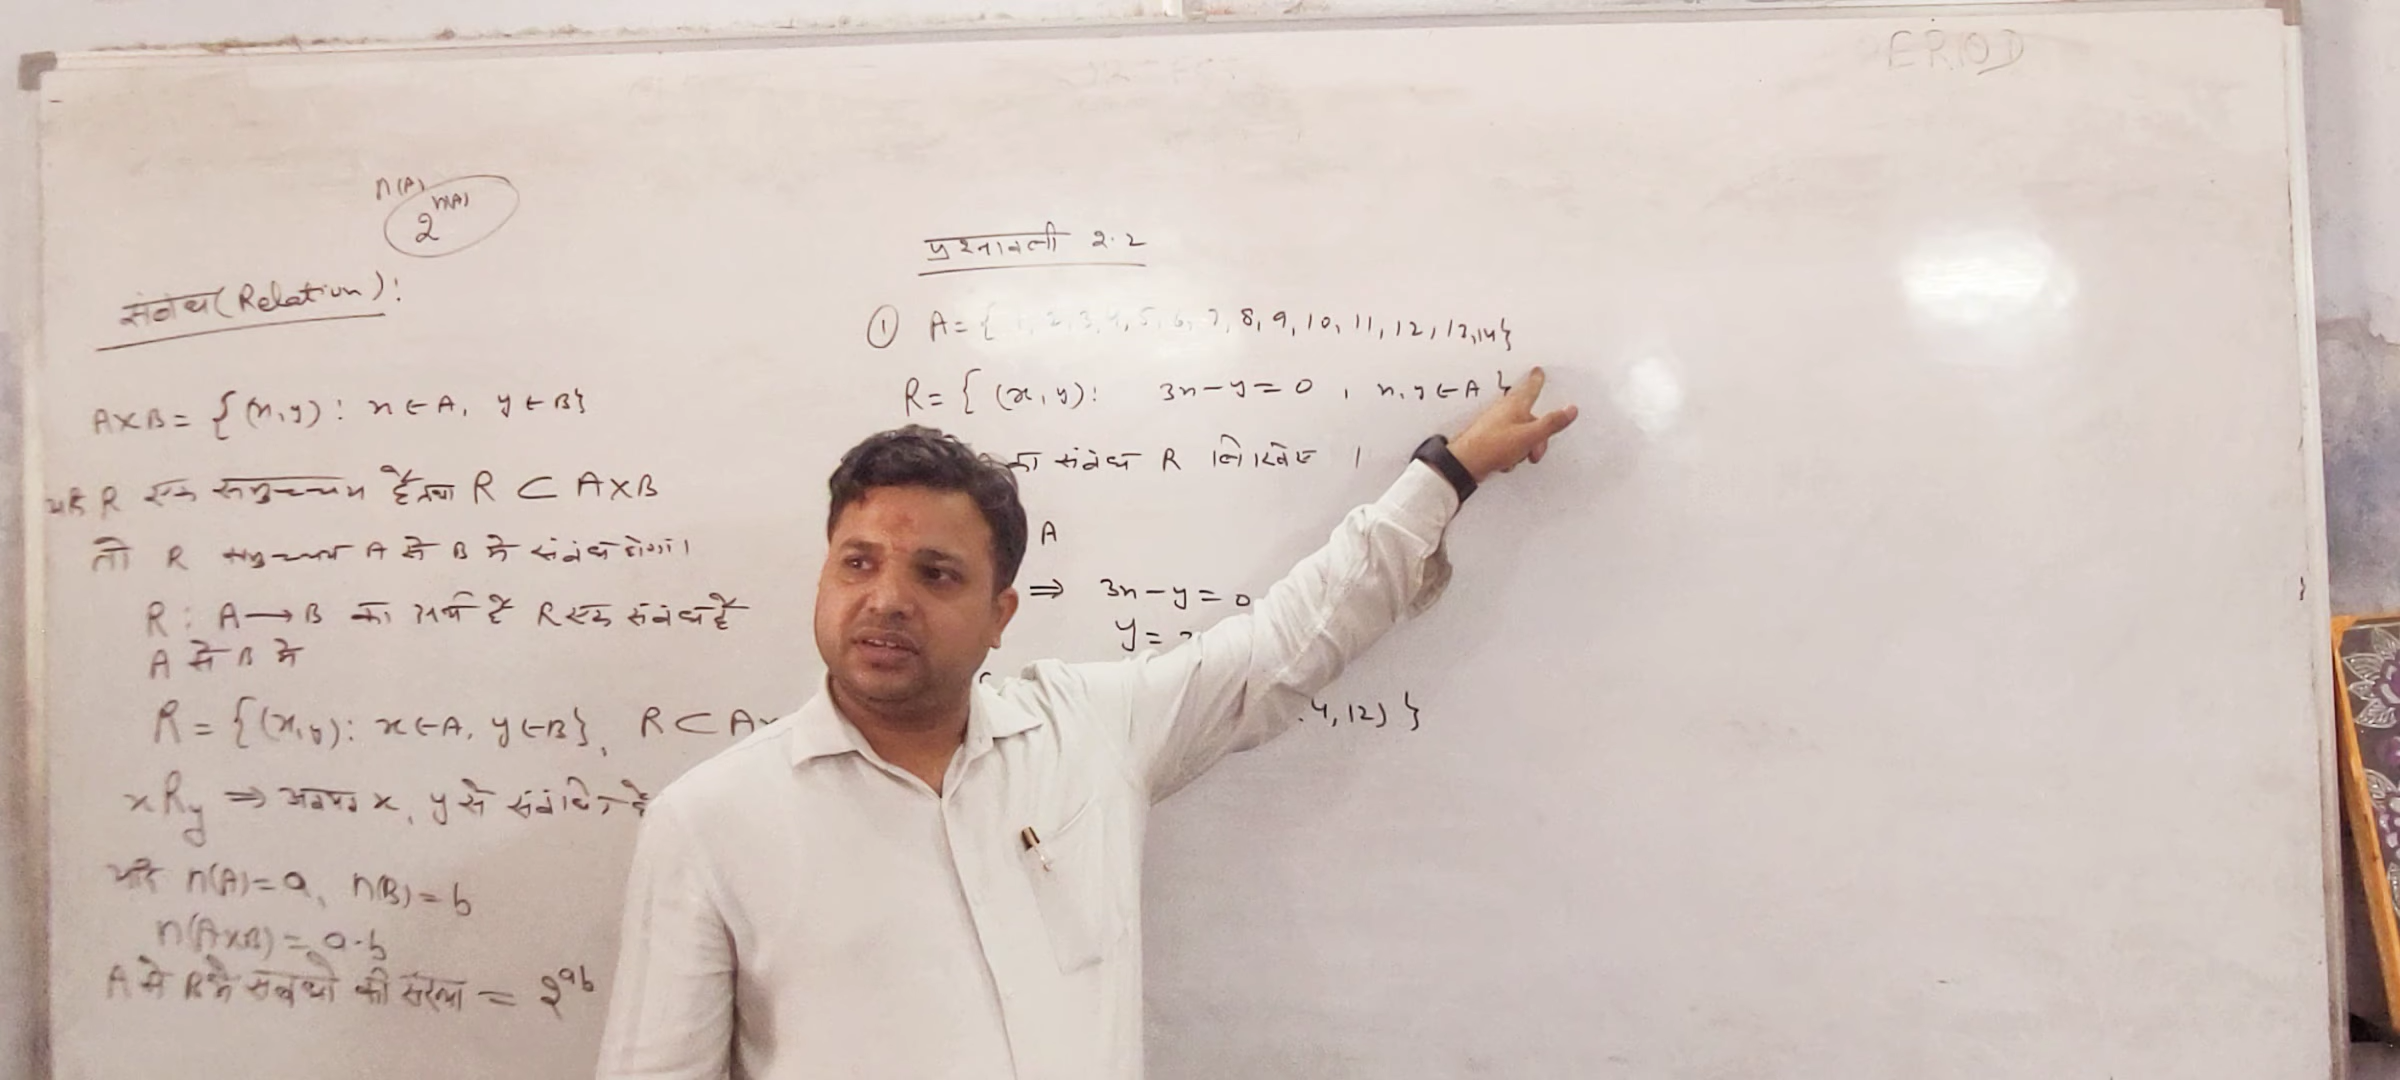 ERIOD
n(A)
2^n(A)
संबंध (Relation):
A×B = {(x,y): x∈A, y∈B}
यदि R एक समुच्चय है तथा R ⊂ A×B
तो R समुच्चय A से B में संबंध होगा।
R: A→B का अर्थ है R एक संबंध है
A से B में
R = {(x,y): x∈A, y∈B}, R⊂A×
xRy ⇒ अवयव x, y से संबंधित है
यदि n(A)=a, n(B)=b
n(A×B)=a·b
A से B में संबंधों की संख्या = 2^ab
प्रश्नावली 2.2
① A={1,2,3,4,5,6,7,8,9,10,11,12,13,14}
R={(x,y): 3x-y=0, x,y∈A}
का संबंध R लिखिए।
A
⇒ 3x-y=0
y=
4,12)}